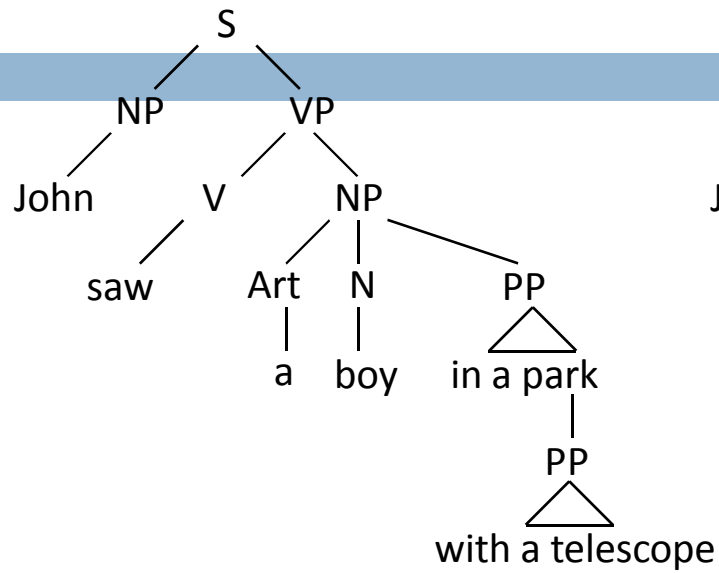 S
NP VP
John V NP J
saw Art N PP
a boy in a park
PP
with a telescope